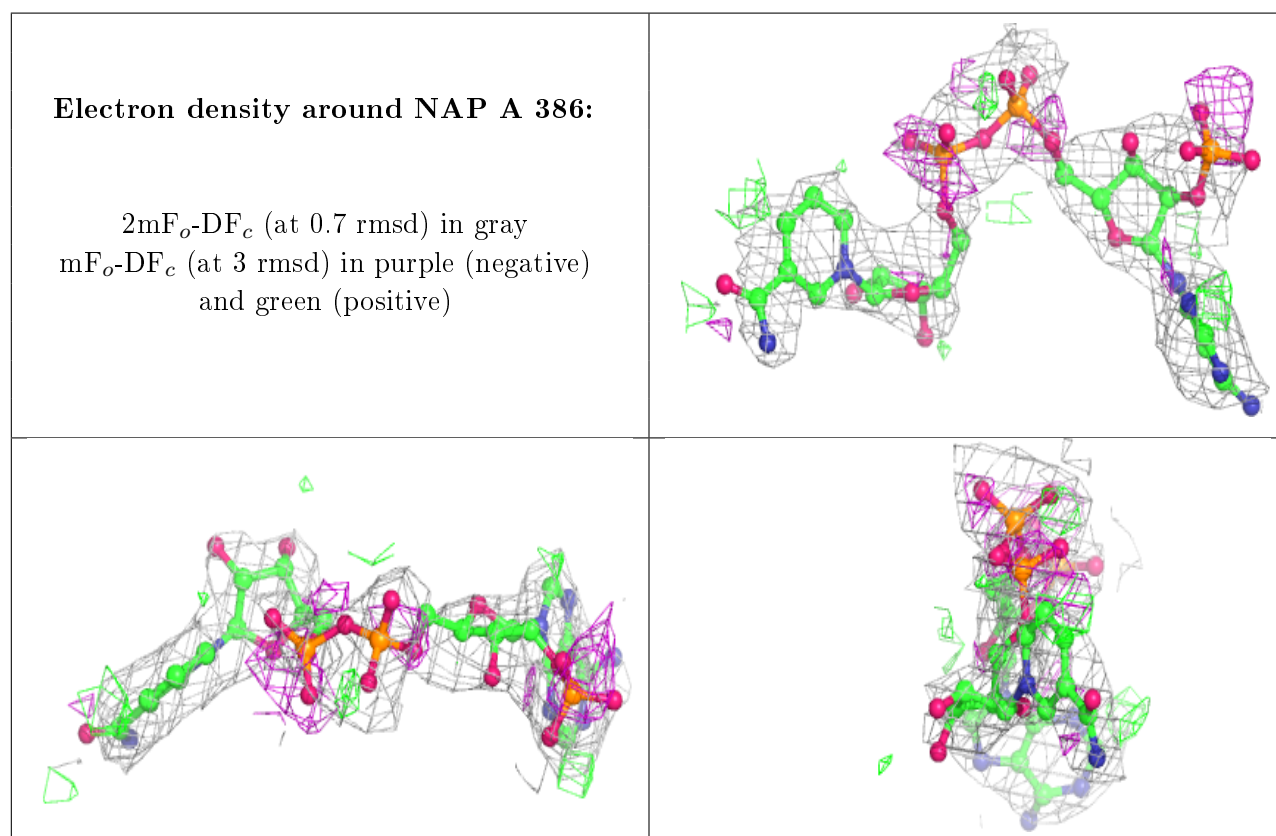 Electron density around NAP A 386:
2mFₒ-DF𝒸 (at 0.7 rmsd) in gray
mFₒ-DF𝒸 (at 3 rmsd) in purple (negative)
and green (positive)